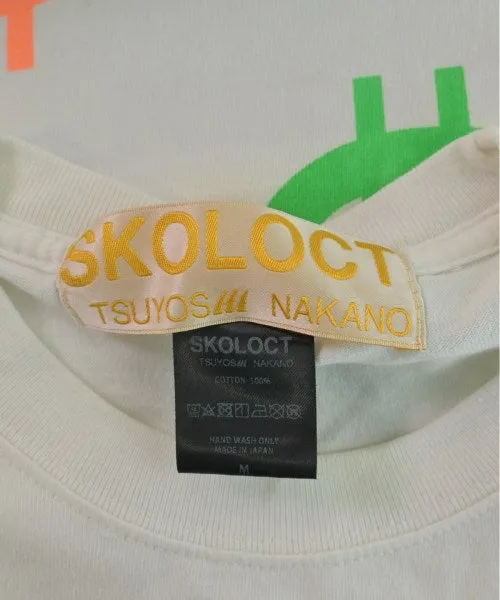 SKOLOCT
TSUYOSHI NAKANO
SKOLOCT
TSUYOSHI NAKANO
COTTON 100%
HAND WASH ONLY
MADE IN JAPAN
M